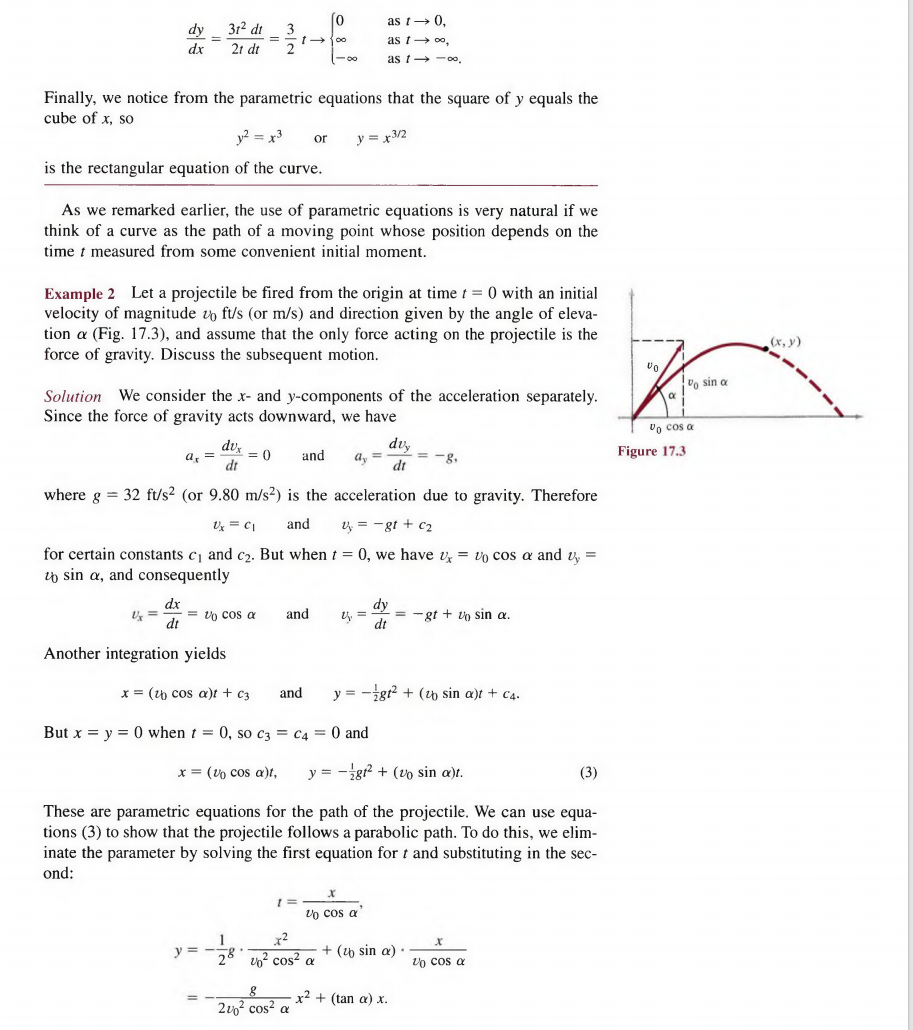 dy/dx = 3t² dt/2t dt = 3/2 t → { 0 as t → 0,
∞ as t → ∞,
−∞ as t → −∞.
Finally, we notice from the parametric equations that the square of y equals the
cube of x, so
y² = x³ or y = x^{3/2}
is the rectangular equation of the curve.
As we remarked earlier, the use of parametric equations is very natural if we
think of a curve as the path of a moving point whose position depends on the
time t measured from some convenient initial moment.
Example 2 Let a projectile be fired from the origin at time t = 0 with an initial
velocity of magnitude v₀ ft/s (or m/s) and direction given by the angle of eleva-
tion α (Fig. 17.3), and assume that the only force acting on the projectile is the
force of gravity. Discuss the subsequent motion.
Solution We consider the x- and y-components of the acceleration separately.
Since the force of gravity acts downward, we have
aₓ = dvₓ/dt = 0 and a_y = dv_y/dt = −g,
where g = 32 ft/s² (or 9.80 m/s²) is the acceleration due to gravity. Therefore
vₓ = c₁ and v_y = −gt + c₂
for certain constants c₁ and c₂. But when t = 0, we have vₓ = v₀ cos α and v_y =
v₀ sin α, and consequently
vₓ = dx/dt = v₀ cos α and v_y = dy/dt = −gt + v₀ sin α.
Another integration yields
x = (v₀ cos α)t + c₃ and y = −½gt² + (v₀ sin α)t + c₄.
But x = y = 0 when t = 0, so c₃ = c₄ = 0 and
x = (v₀ cos α)t, y = −½gt² + (v₀ sin α)t. (3)
These are parametric equations for the path of the projectile. We can use equa-
tions (3) to show that the projectile follows a parabolic path. To do this, we elim-
inate the parameter by solving the first equation for t and substituting in the sec-
ond:
t = x/(v₀ cos α),
y = −1/2 g · x²/(v₀² cos² α) + (v₀ sin α) · x/(v₀ cos α)
= −g/(2v₀² cos² α) x² + (tan α) x.
(x, y)
v₀
v₀ sin α
α
v₀ cos α
Figure 17.3